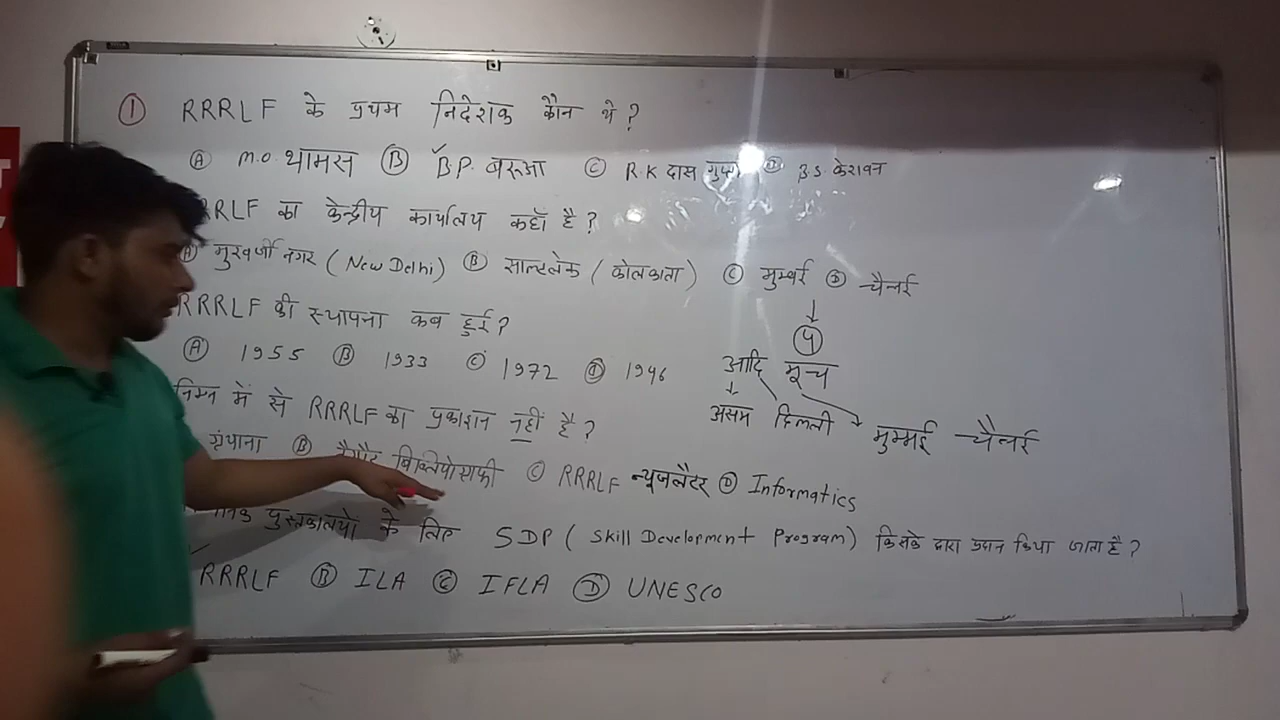 ① RRRLF के प्रथम निदेशक कौन थे ?
Ⓐ M.O. थामस Ⓑ B.P. बरूआ Ⓒ R.K दास गुप्ता Ⓓ B.S. केशवन
RRLF का केन्द्रीय कार्यालय कहाँ है ?
Ⓐ मुखर्जी नगर ( New Delhi ) Ⓑ साल्टलेक ( कोलकाता ) Ⓒ मुम्बई Ⓓ चैन्नई
RRRLF की स्थापना कब हुई ?
Ⓐ 1955 Ⓑ 1933 Ⓒ 1972 Ⓓ 1946
निम्न में से RRRLF का प्रकाशन नहीं है ?
ग्रंथाना Ⓑ Ⓒ RRRLF न्यूजलैटर Ⓓ Informatics
पुस्तकालयो के लिए SDP ( Skill Development Program ) किसके द्वारा प्रदान किया जाता है ?
RRRLF Ⓑ ILA Ⓒ IFLA Ⓓ UNESCO
↓
④
आदि मूच
↓
असम दिल्ली मुम्मई चैन्नई